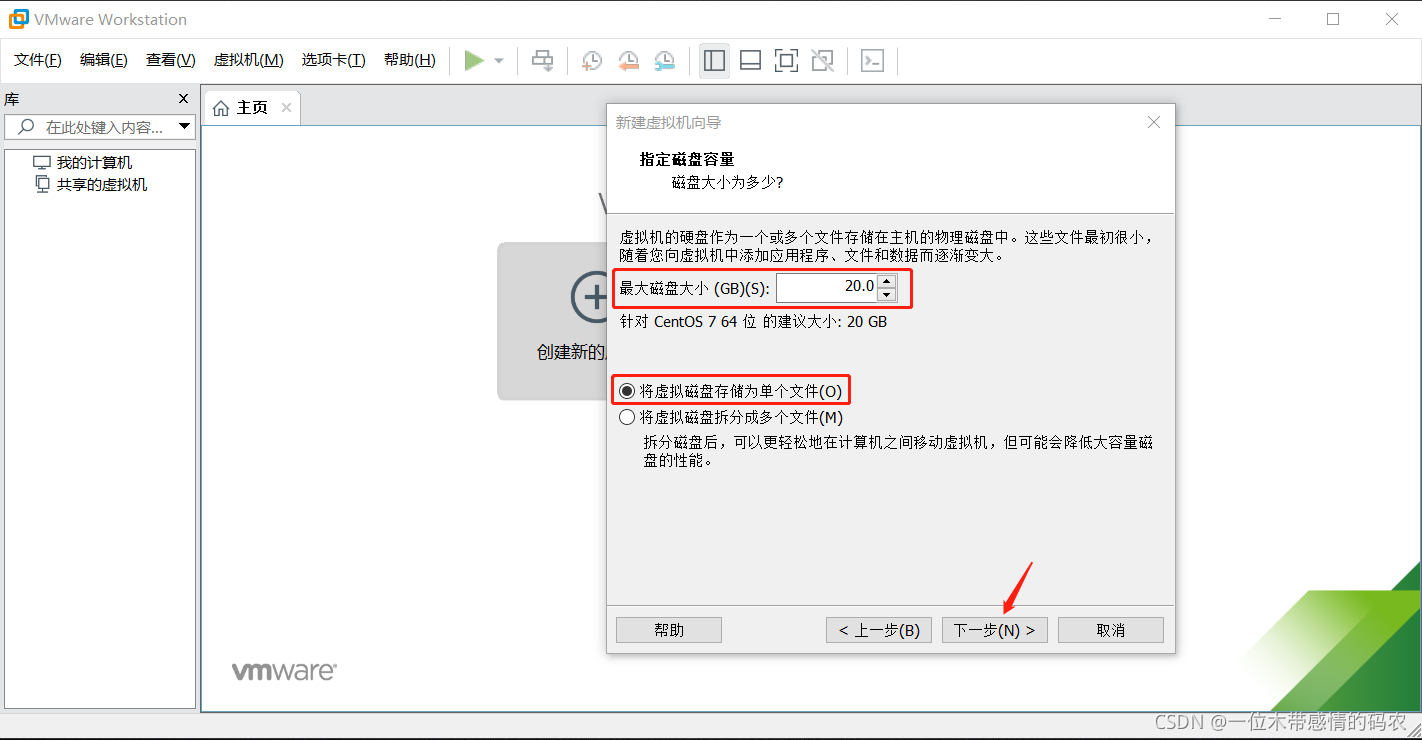 VMware Workstation
文件(F) 编辑(E) 查看(V) 虚拟机(M) 选项卡(T) 帮助(H)
库
在此处键入内容...
我的计算机
共享的虚拟机
主页
创建新的
新建虚拟机向导
指定磁盘容量
磁盘大小为多少?
虚拟机的硬盘作为一个或多个文件存储在主机的物理磁盘中。这些文件最初很小，
随着您向虚拟机中添加应用程序、文件和数据而逐渐变大。
最大磁盘大小 (GB)(S): 20.0
针对 CentOS 7 64 位 的建议大小: 20 GB
将虚拟磁盘存储为单个文件(O)
将虚拟磁盘拆分成多个文件(M)
拆分磁盘后，可以更轻松地在计算机之间移动虚拟机，但可能会降低大容量磁
盘的性能。
帮助 < 上一步(B) 下一步(N) > 取消
vmware
CSDN @一位木带感情的码农